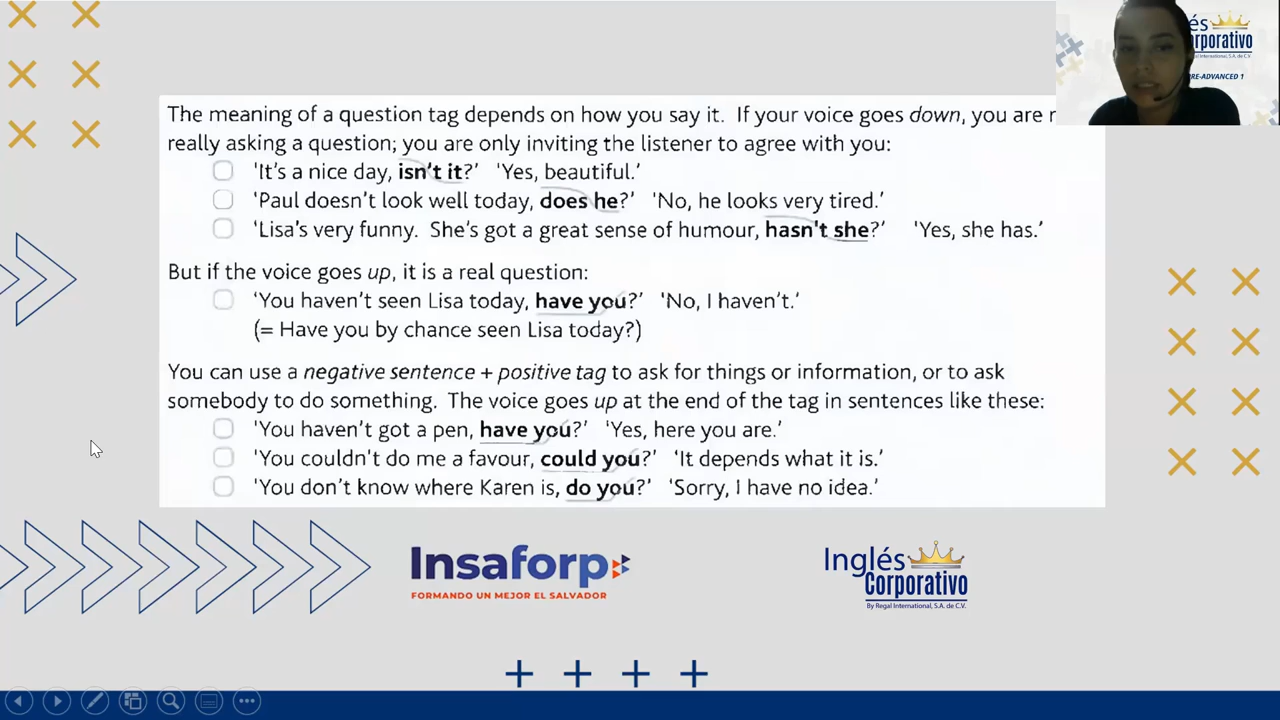 és
rporativo
Regal International, S.A. de C.V.
RE-ADVANCED 1
The meaning of a question tag depends on how you say it. If your voice goes down, you are
really asking a question; you are only inviting the listener to agree with you:
'It's a nice day, isn't it?' 'Yes, beautiful.'
'Paul doesn't look well today, does he?' 'No, he looks very tired.'
'Lisa's very funny. She's got a great sense of humour, hasn't she?' 'Yes, she has.'
But if the voice goes up, it is a real question:
'You haven't seen Lisa today, have you?' 'No, I haven't.'
(= Have you by chance seen Lisa today?)
You can use a negative sentence + positive tag to ask for things or information, or to ask
somebody to do something. The voice goes up at the end of the tag in sentences like these:
'You haven't got a pen, have you?' 'Yes, here you are.'
'You couldn't do me a favour, could you?' 'It depends what it is.'
'You don't know where Karen is, do you?' 'Sorry, I have no idea.'
Insaforp
FORMANDO UN MEJOR EL SALVADOR
Inglés
Corporativo
By Regal International, S.A. de C.V.